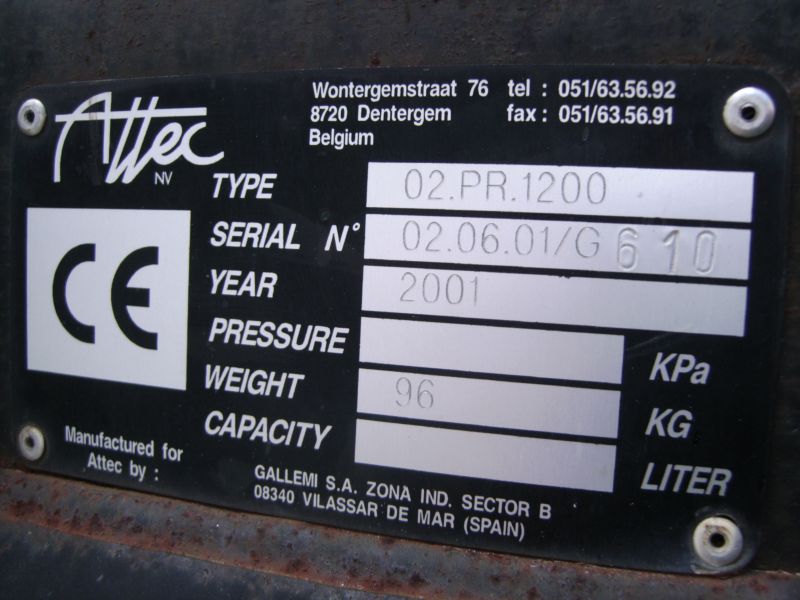 Attec
NV
Wontergemstraat 76 tel : 051/63.56.92
8720 Dentergem fax : 051/63.56.91
Belgium
CE
TYPE 02.PR.1200
SERIAL N° 02.06.01/G 610
YEAR 2001
PRESSURE KPa
WEIGHT 96 KG
CAPACITY LITER
Manufactured for
Attec by :
GALLEMI S.A. ZONA IND. SECTOR B
08340 VILASSAR DE MAR (SPAIN)